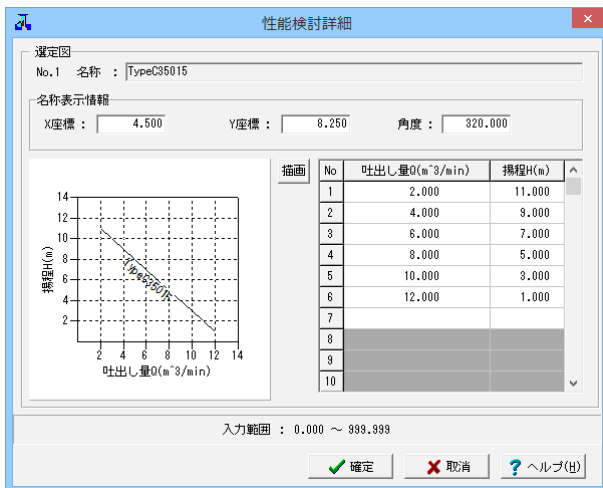 性能検討詳細
選定図
No.1 名称 : TypeC35015
名称表示情報
X座標 : 4.500 Y座標 : 8.250 角度 : 320.000
描画
No 吐出し量Q(m^3/min) 揚程H(m)
1 2.000 11.000
2 4.000 9.000
3 6.000 7.000
4 8.000 5.000
5 10.000 3.000
6 12.000 1.000
7
8
9
10
14
12
10
8
6
4
2
揚程H(m)
TypeC35015
2 4 6 8 10 12 14
吐出し量Q(m^3/min)
入力範囲 : 0.000 ～ 999.999
確定 取消 ヘルプ(H)